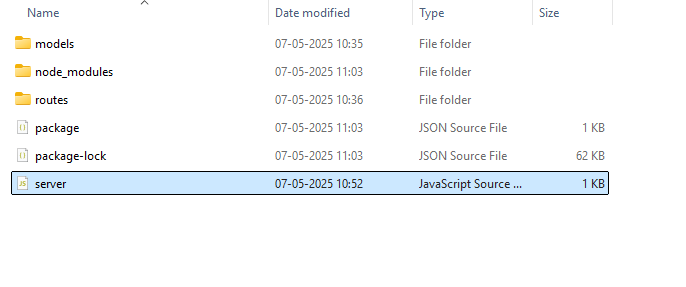 Name Date modified Type Size
models 07-05-2025 10:35 File folder
node_modules 07-05-2025 11:03 File folder
routes 07-05-2025 10:36 File folder
package 07-05-2025 11:03 JSON Source File 1 KB
package-lock 07-05-2025 11:03 JSON Source File 62 KB
JS server 07-05-2025 10:52 JavaScript Source ... 1 KB